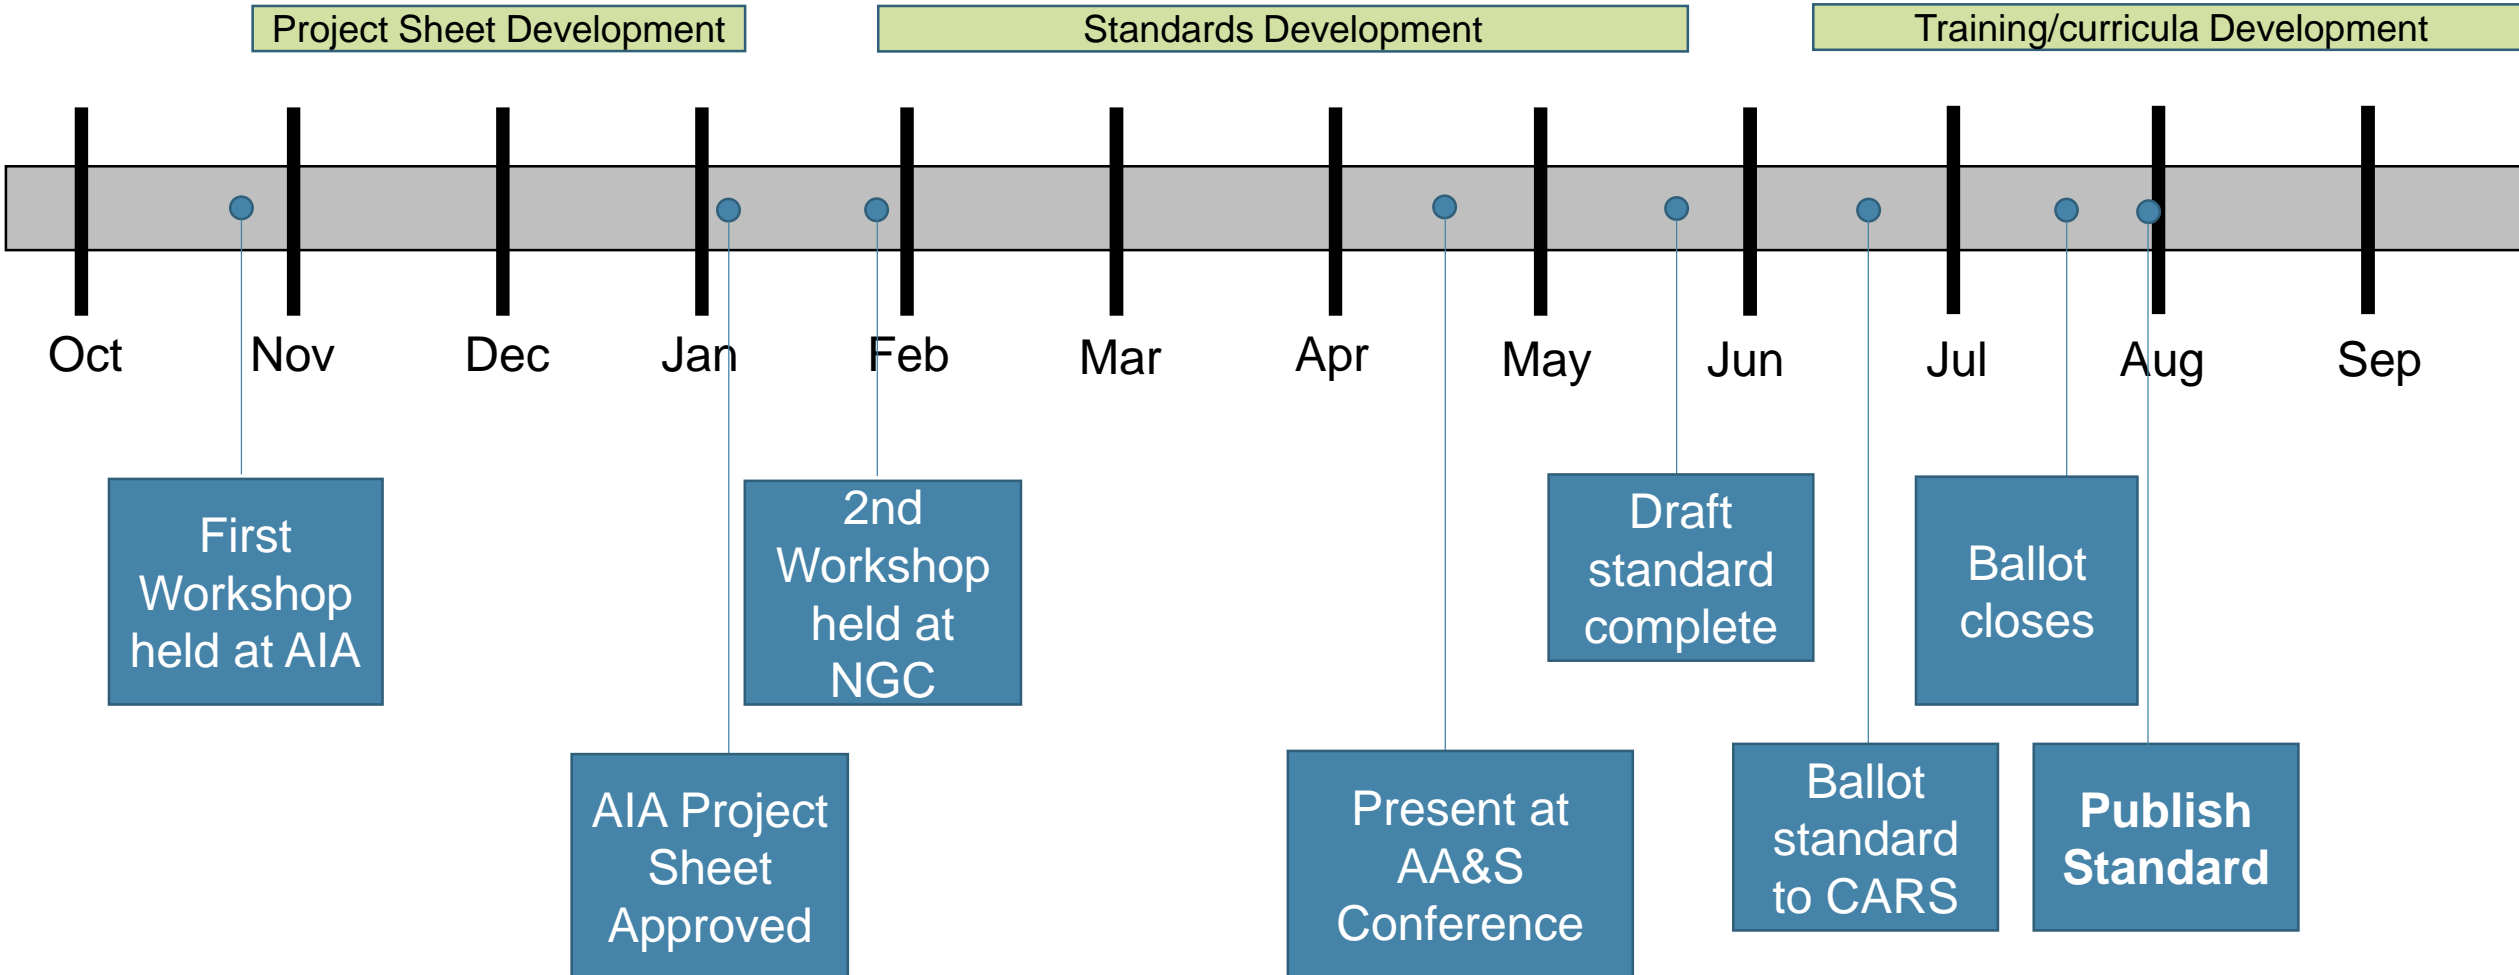 Project Sheet Development
Standards Development
Training/curricula Development
Oct
Nov
Dec
Jan
Feb
Mar
Apr
May
Jun
Jul
Aug
Sep
First
Workshop
held at AIA
2nd
Workshop
held at
NGC
Draft
standard
complete
Ballot
closes
AIA Project
Sheet
Approved
Present at
AA&S
Conference
Ballot
standard
to CARS
Publish
Standard